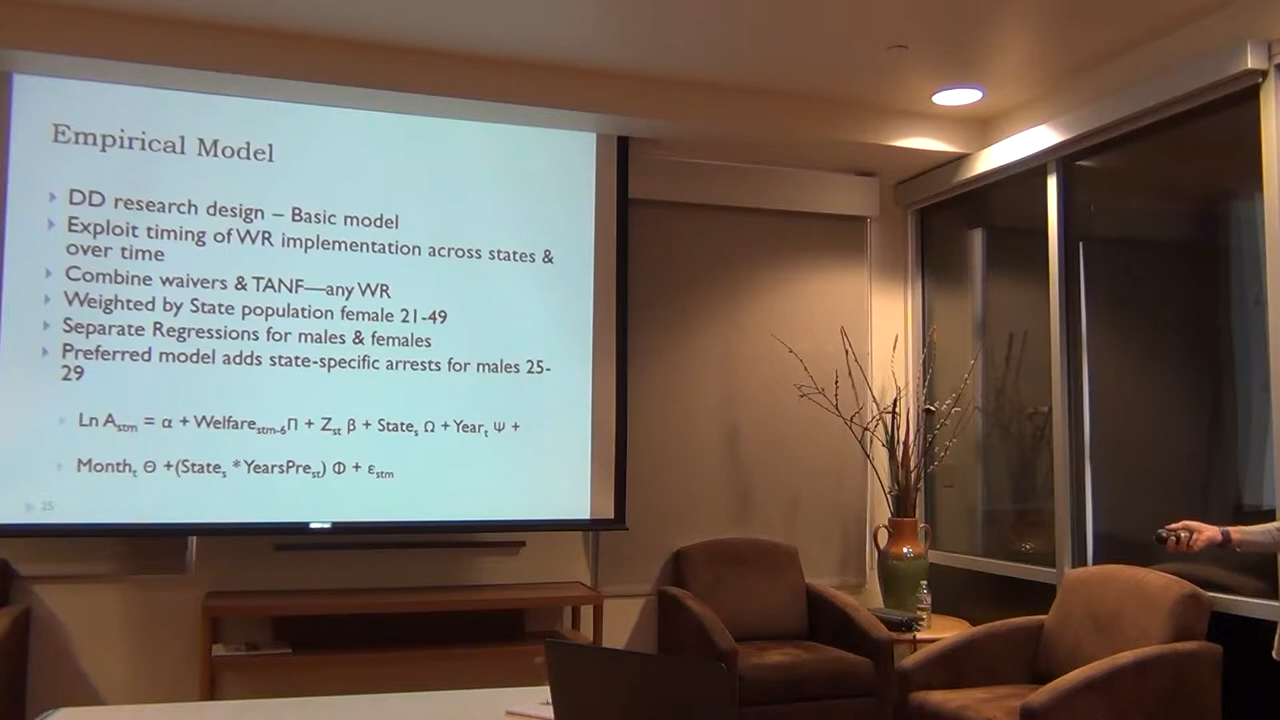 Empirical Model
DD research design – Basic model
Exploit timing of WR implementation across states &
over time
Combine waivers & TANF—any WR
Weighted by State population female 21-49
Separate Regressions for males & females
Preferred model adds state-specific arrests for males 25-
29
Ln Astm = α + Welfarestm-6Π + Zst β + States Ω + Yeart Ψ +
Montht Θ +(States *YearsPrest) Φ + εstm
25